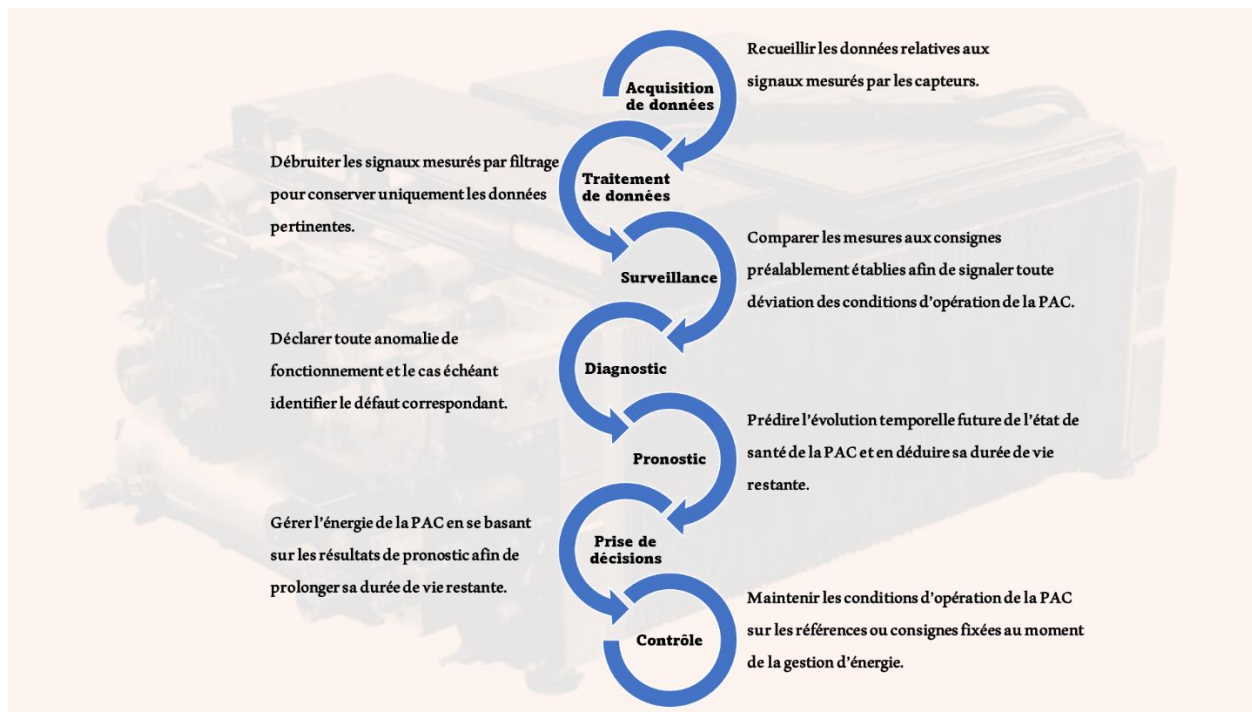 Acquisition
de données
Recueillir les données relatives aux
signaux mesurés par les capteurs.
Débruiter les signaux mesurés par filtrage
pour conserver uniquement les données
pertinentes.
Traitement
de données
Surveillance
Comparer les mesures aux consignes
préalablement établies afin de signaler toute
déviation des conditions d'opération de la PAC.
Déclarer toute anomalie de
fonctionnement et le cas échéant
identifier le défaut correspondant.
Diagnostic
Pronostic
Prédire l'évolution temporelle future de l'état de
santé de la PAC et en déduire sa durée de vie
restante.
Gérer l'énergie de la PAC en se basant
sur les résultats de pronostic afin de
prolonger sa durée de vie restante.
Prise de
décisions
Contrôle
Maintenir les conditions d'opération de la PAC
sur les références ou consignes fixées au moment
de la gestion d'énergie.